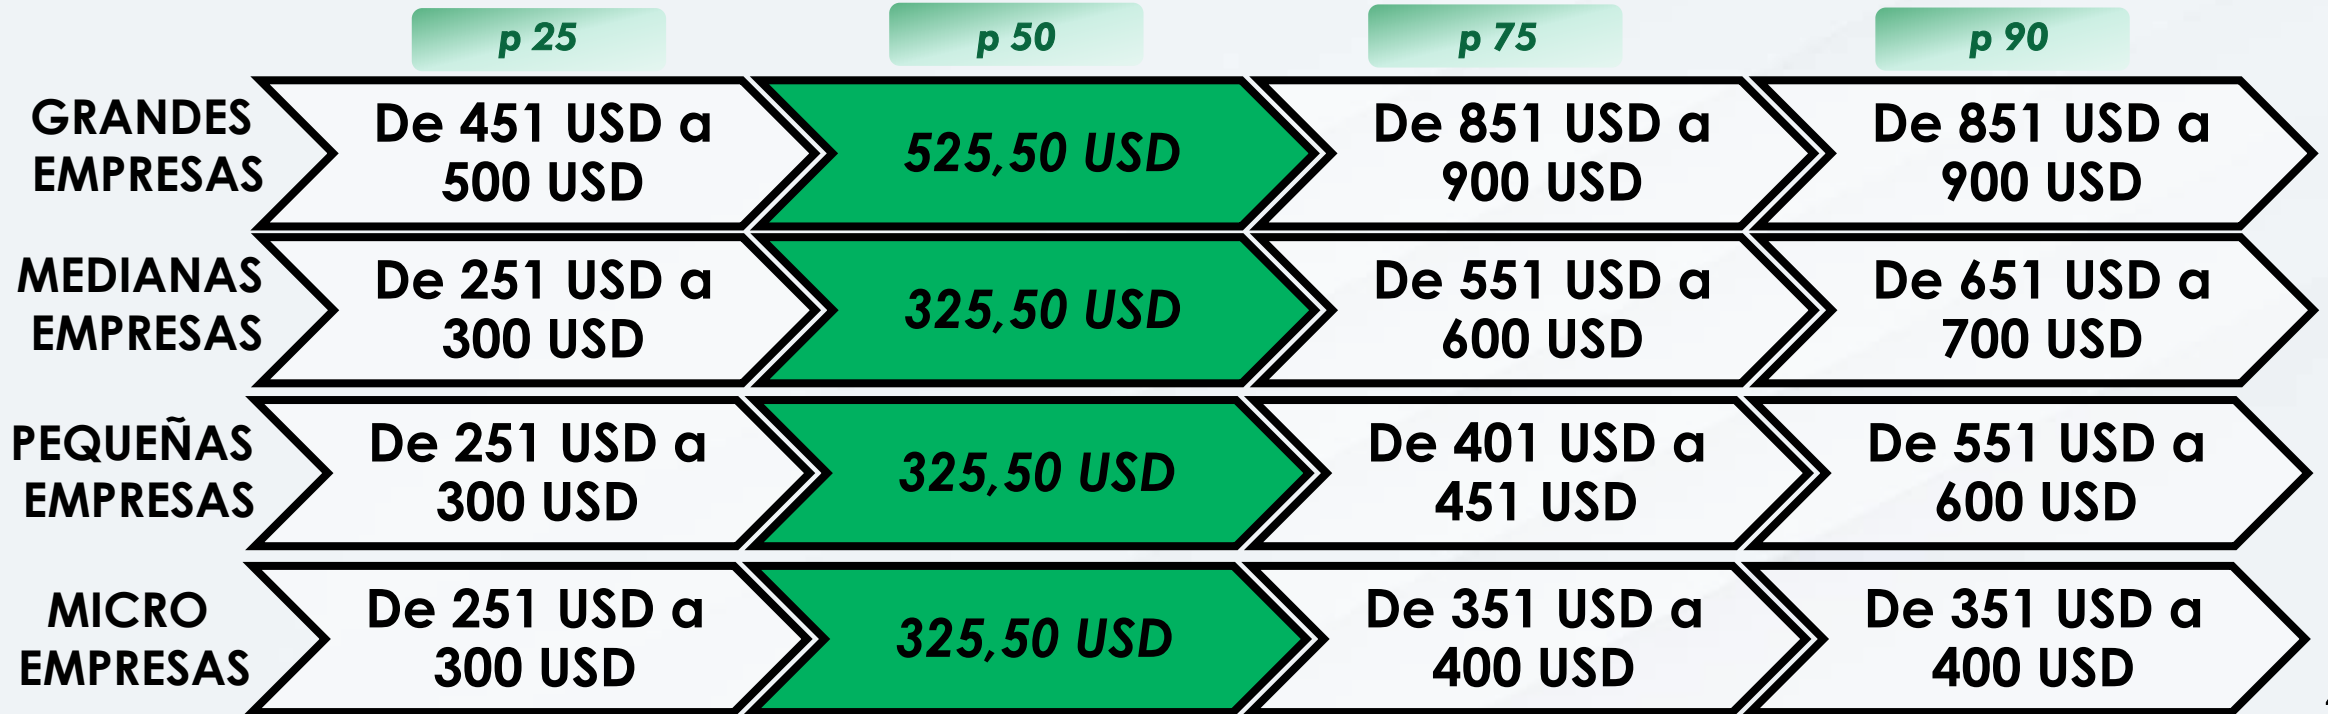 p 25
p 50
p 75
p 90
GRANDES
EMPRESAS
De 451 USD a
500 USD
525,50 USD
De 851 USD a
900 USD
De 851 USD a
900 USD
MEDIANAS
EMPRESAS
De 251 USD a
300 USD
325,50 USD
De 551 USD a
600 USD
De 651 USD a
700 USD
PEQUEÑAS
EMPRESAS
De 251 USD a
300 USD
325,50 USD
De 401 USD a
451 USD
De 551 USD a
600 USD
MICRO
EMPRESAS
De 251 USD a
300 USD
325,50 USD
De 351 USD a
400 USD
De 351 USD a
400 USD